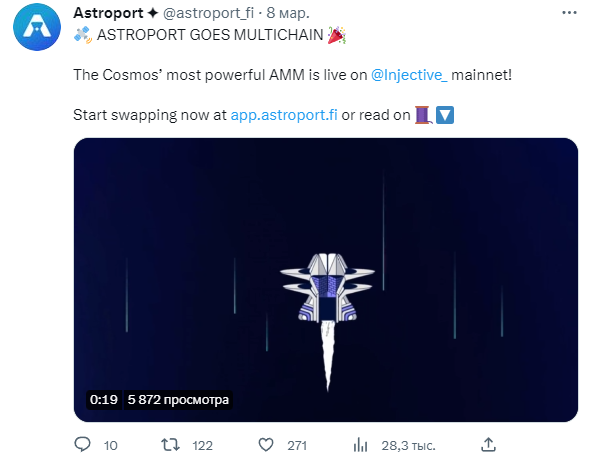 Astroport ✦ @astroport_fi · 8 мар.
🛰️ ASTROPORT GOES MULTICHAIN 🎉
The Cosmos’ most powerful AMM is live on @Injective_ mainnet!
Start swapping now at app.astroport.fi or read on 🧵🔽
0:19 5 872 просмотра
10 122 271 28,3 тыс.